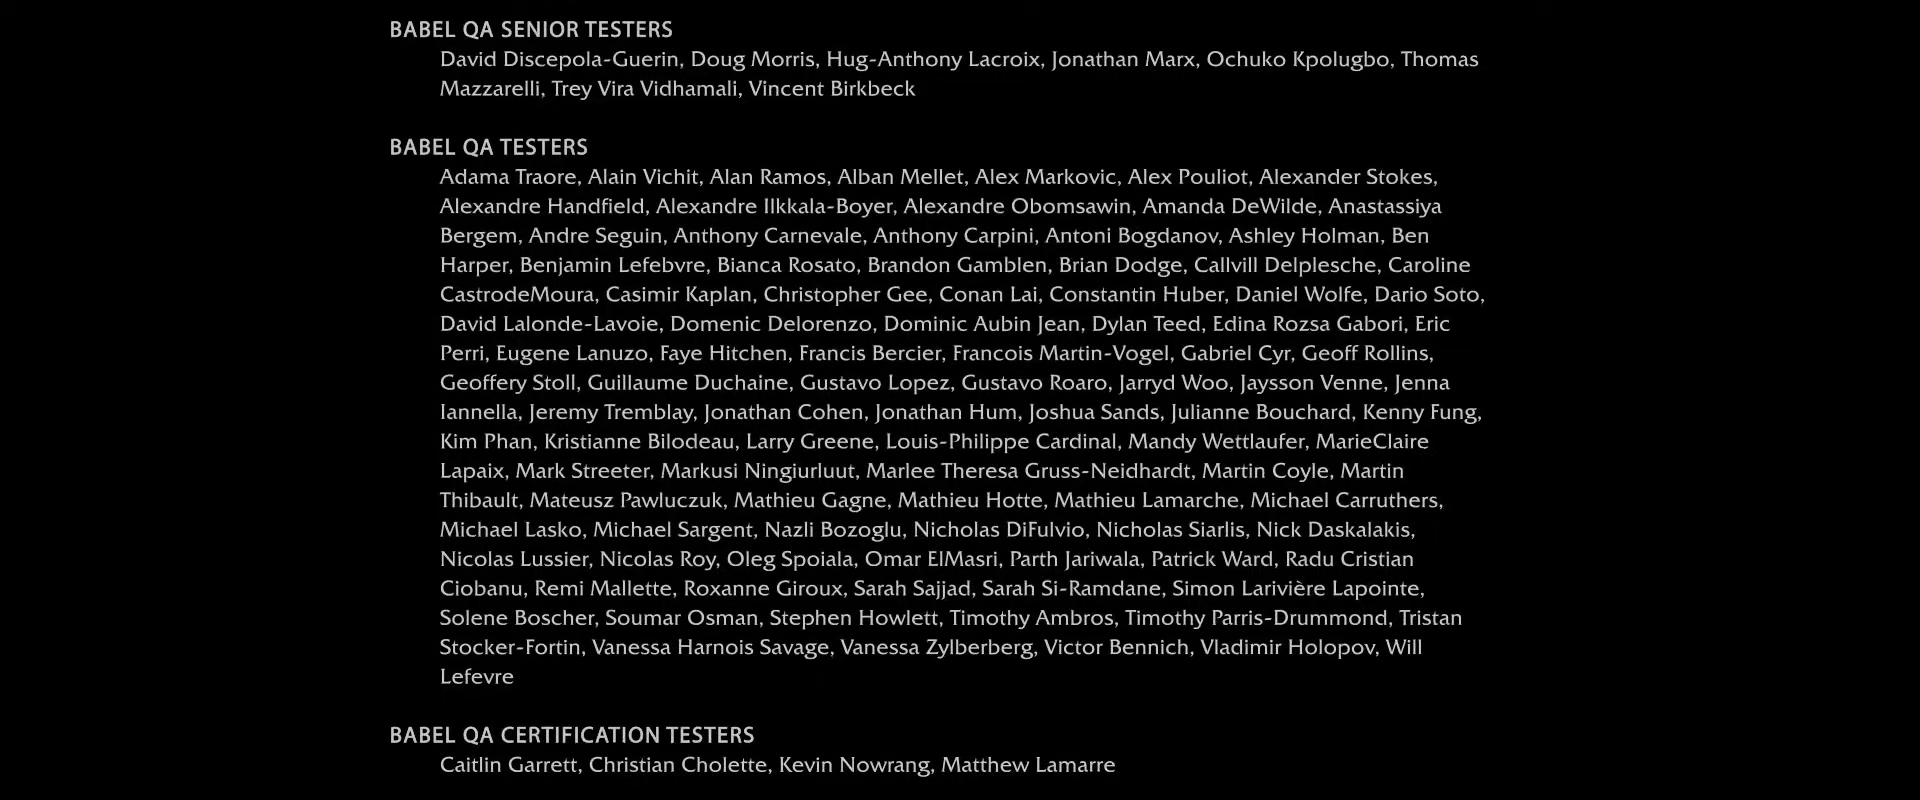 BABEL QA SENIOR TESTERS
David Discepola-Guerin, Doug Morris, Hug-Anthony Lacroix, Jonathan Marx, Ochuko Kpolugbo, Thomas
Mazzarelli, Trey Vira Vidhamali, Vincent Birkbeck
BABEL QA TESTERS
Adama Traore, Alain Vichit, Alan Ramos, Alban Mellet, Alex Markovic, Alex Pouliot, Alexander Stokes,
Alexandre Handfield, Alexandre Ilkkala-Boyer, Alexandre Obomsawin, Amanda DeWilde, Anastassiya
Bergem, Andre Seguin, Anthony Carnevale, Anthony Carpini, Antoni Bogdanov, Ashley Holman, Ben
Harper, Benjamin Lefebvre, Bianca Rosato, Brandon Gamblen, Brian Dodge, Callvill Delplesche, Caroline
CastrodeMoura, Casimir Kaplan, Christopher Gee, Conan Lai, Constantin Huber, Daniel Wolfe, Dario Soto,
David Lalonde-Lavoie, Domenic Delorenzo, Dominic Aubin Jean, Dylan Teed, Edina Rozsa Gabori, Eric
Perri, Eugene Lanuzo, Faye Hitchen, Francis Bercier, Francois Martin-Vogel, Gabriel Cyr, Geoff Rollins,
Geoffery Stoll, Guillaume Duchaine, Gustavo Lopez, Gustavo Roaro, Jarryd Woo, Jaysson Venne, Jenna
Iannella, Jeremy Tremblay, Jonathan Cohen, Jonathan Hum, Joshua Sands, Julianne Bouchard, Kenny Fung,
Kim Phan, Kristianne Bilodeau, Larry Greene, Louis-Philippe Cardinal, Mandy Wettlaufer, MarieClaire
Lapaix, Mark Streeter, Markusi Ningiurluut, Marlee Theresa Gruss-Neidhardt, Martin Coyle, Martin
Thibault, Mateusz Pawluczuk, Mathieu Gagne, Mathieu Hotte, Mathieu Lamarche, Michael Carruthers,
Michael Lasko, Michael Sargent, Nazli Bozoglu, Nicholas DiFulvio, Nicholas Siarlis, Nick Daskalakis,
Nicolas Lussier, Nicolas Roy, Oleg Spoiala, Omar ElMasri, Parth Jariwala, Patrick Ward, Radu Cristian
Ciobanu, Remi Mallette, Roxanne Giroux, Sarah Sajjad, Sarah Si-Ramdane, Simon Larivière Lapointe,
Solene Boscher, Soumar Osman, Stephen Howlett, Timothy Ambros, Timothy Parris-Drummond, Tristan
Stocker-Fortin, Vanessa Harnois Savage, Vanessa Zylberberg, Victor Bennich, Vladimir Holopov, Will
Lefevre
BABEL QA CERTIFICATION TESTERS
Caitlin Garrett, Christian Cholette, Kevin Nowrang, Matthew Lamarre